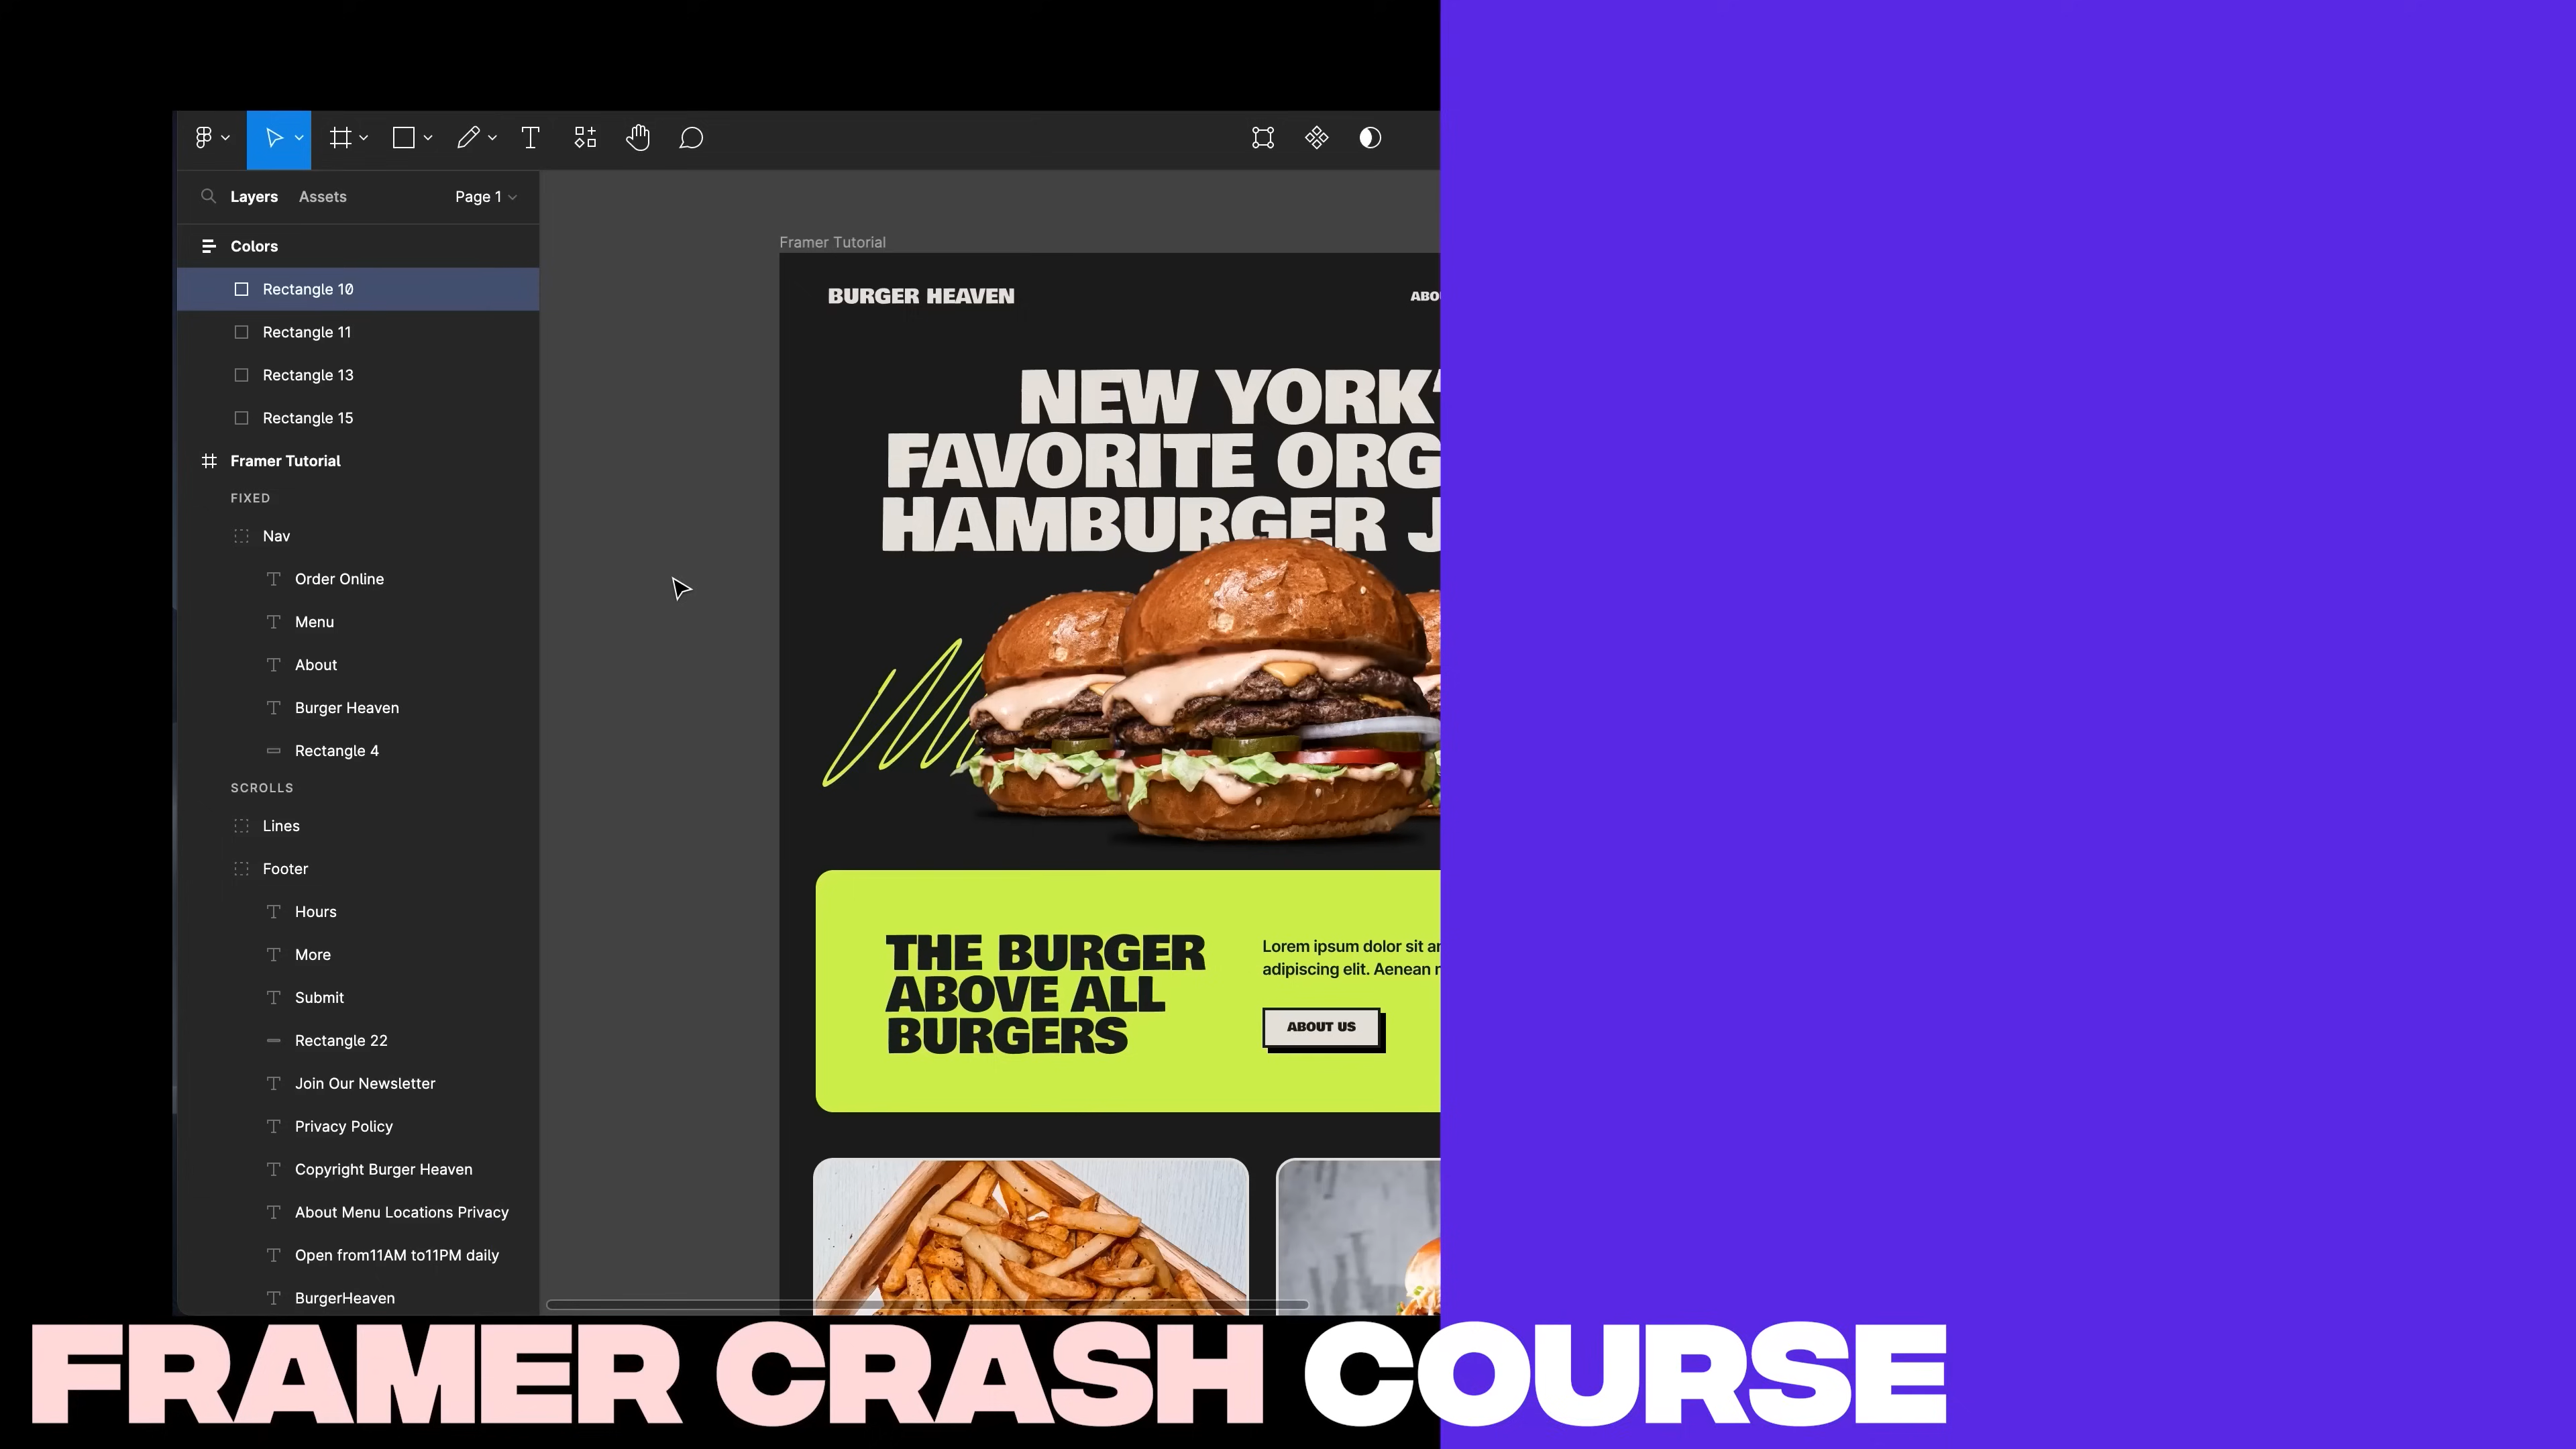 Layers Assets Page 1
Colors
Rectangle 10
Rectangle 11
Rectangle 13
Rectangle 15
Framer Tutorial
FIXED
Nav
Order Online
Menu
About
Burger Heaven
Rectangle 4
SCROLLS
Lines
Footer
Hours
More
Submit
Rectangle 22
Join Our Newsletter
Privacy Policy
Copyright Burger Heaven
About Menu Locations Privacy
Open from11AM to11PM daily
BurgerHeaven
Framer Tutorial
BURGER HEAVEN ABO
NEW YORK'
FAVORITE ORG
HAMBURGER J
THE BURGER
ABOVE ALL
BURGERS
Lorem ipsum dolor sit
adipiscing elit. Aenean
ABOUT US
FRAMER CRASH COURSE